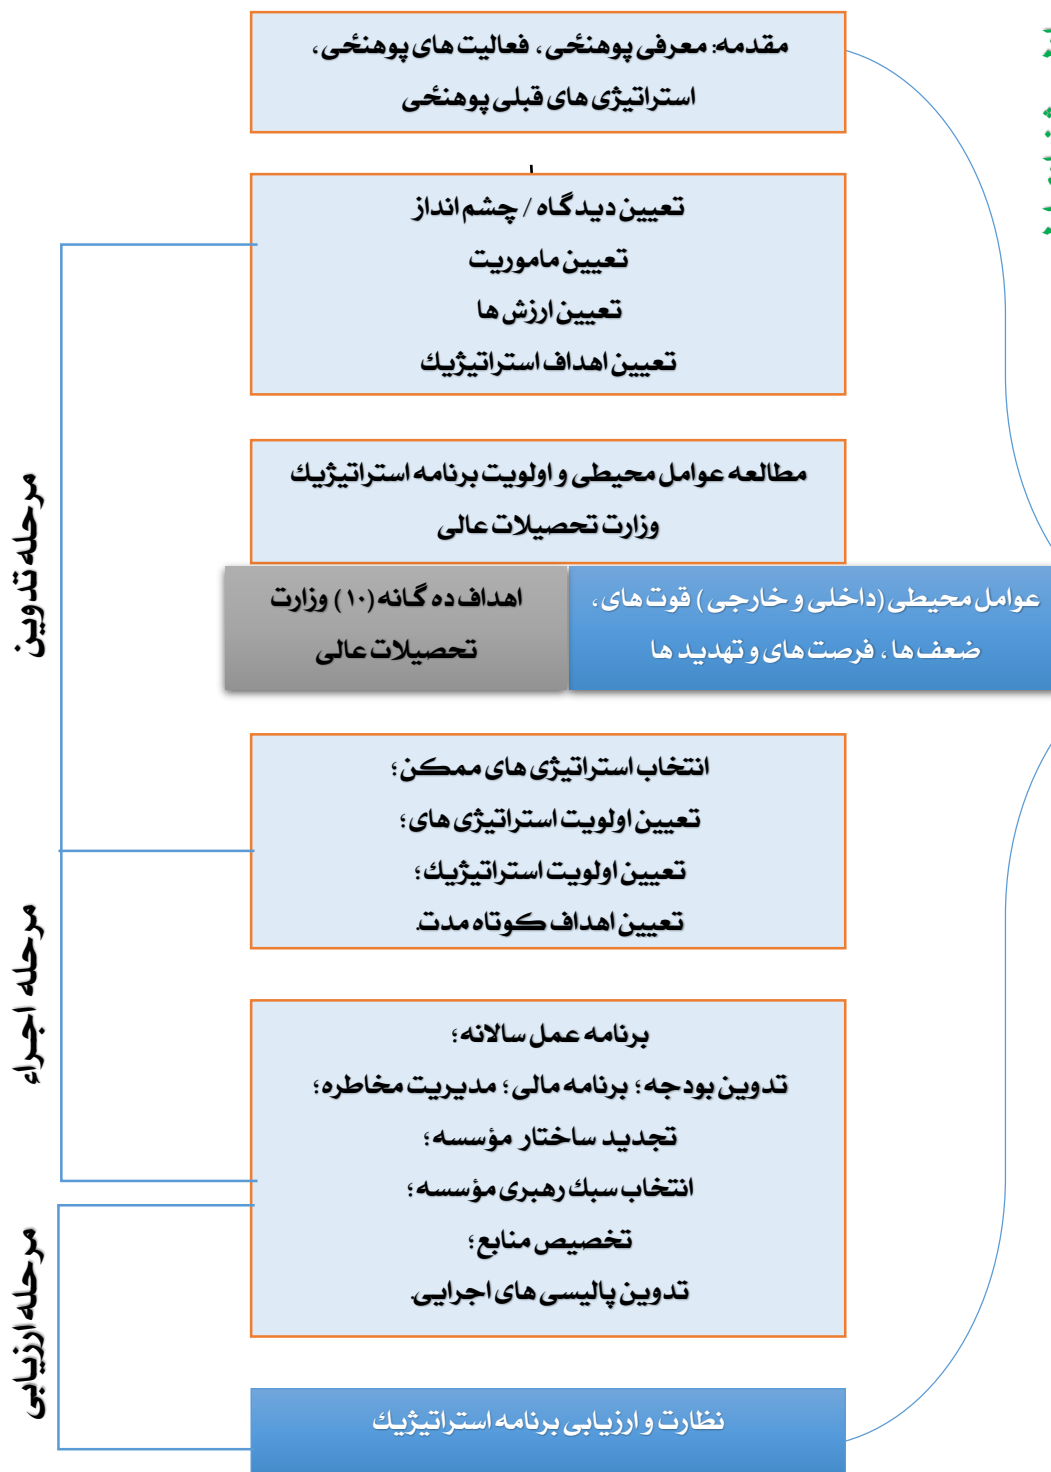 مقدمه: معرفی پوهنځی، فعالیت های پوهنځی،
استراتیژی های قبلی پوهنځی
تعیین دیدگاه / چشم انداز
تعیین ماموریت
تعیین ارزش ها
تعیین اهداف استراتیژیک
مطالعه عوامل محیطی و اولویت برنامه استراتیژیک
وزارت تحصیلات عالی
عوامل محیطی (داخلی و خارجی) قوت های،
ضعف ها، فرصت های و تهدید ها
اهداف ده گانه (۱۰) وزارت
تحصیلات عالی
انتخاب استراتیژی های ممکن؛
تعیین اولویت استراتیژی های؛
تعیین اولویت استراتیژیک؛
تعیین اهداف کوتاه مدت.
برنامه عمل سالانه؛
تدوین بودجه؛ برنامه مالی؛ مدیریت مخاطره؛
تجدید ساختار مؤسسه؛
انتخاب سبک رهبری مؤسسه؛
تخصیص منابع؛
تدوین پالیسی های اجرایی.
نظارت و ارزیابی برنامه استراتیژیک
مرحله تدوین
مرحله اجراء
مرحله ارزیابی